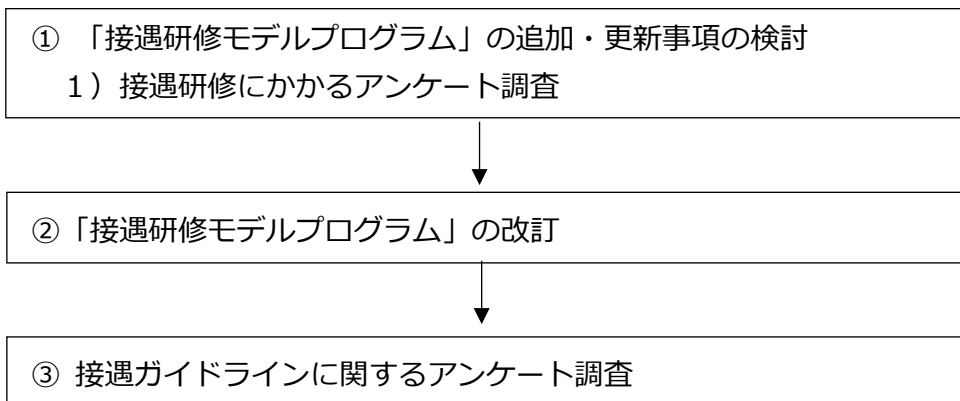 ① 「接遇研修モデルプログラム」の追加・更新事項の検討
１）接遇研修にかかるアンケート調査
②「接遇研修モデルプログラム」の改訂
③ 接遇ガイドラインに関するアンケート調査